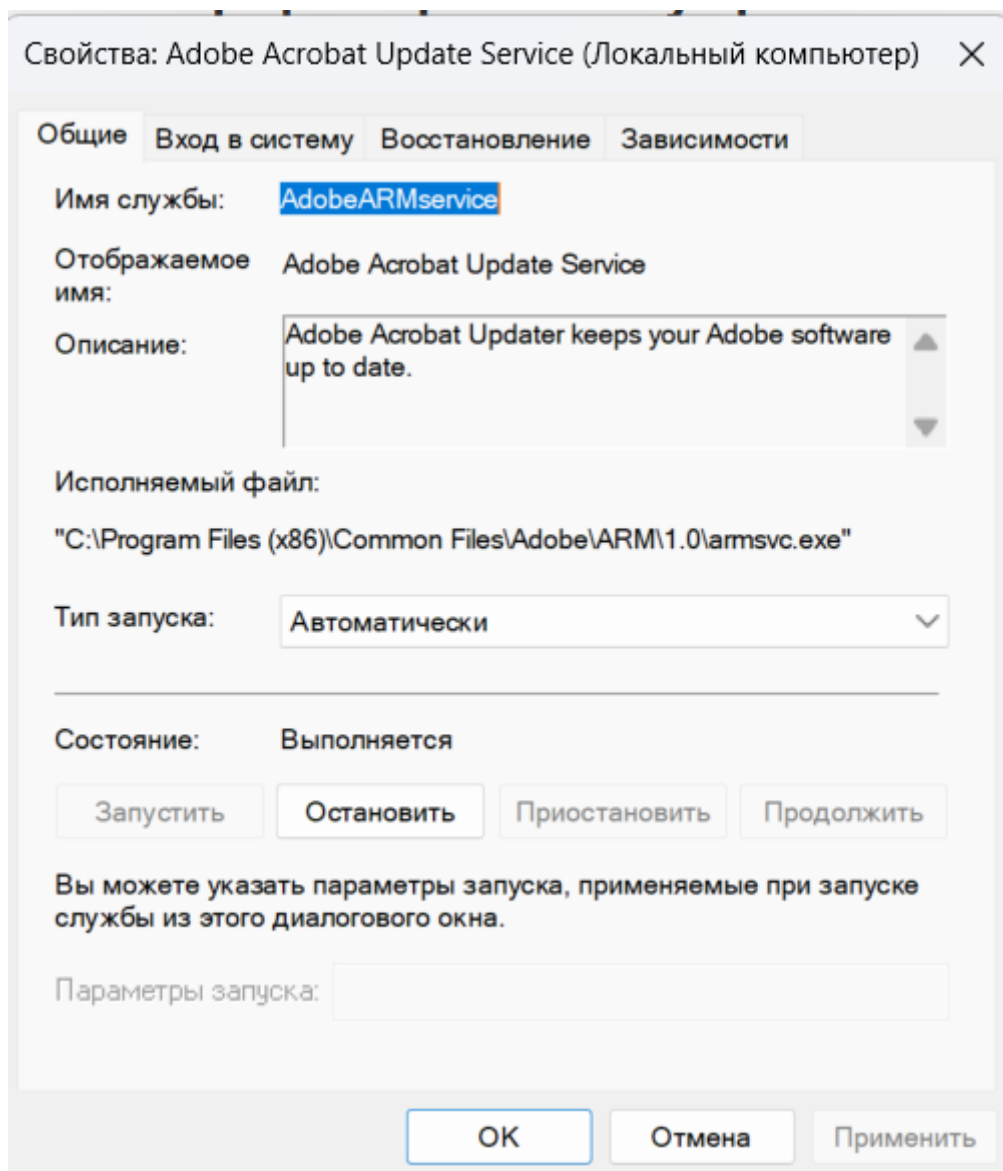 Свойства: Adobe Acrobat Update Service (Локальный компьютер)
Общие Вход в систему Восстановление Зависимости
Имя службы: AdobeARMservice
Отображаемое имя: Adobe Acrobat Update Service
Описание: Adobe Acrobat Updater keeps your Adobe software
up to date.
Исполняемый файл:
"C:\Program Files (x86)\Common Files\Adobe\ARM\1.0\armsvc.exe"
Тип запуска: Автоматически
Состояние: Выполняется
Запустить Остановить Приостановить Продолжить
Вы можете указать параметры запуска, применяемые при запуске
службы из этого диалогового окна.
Параметры запуска:
OK Отмена Применить